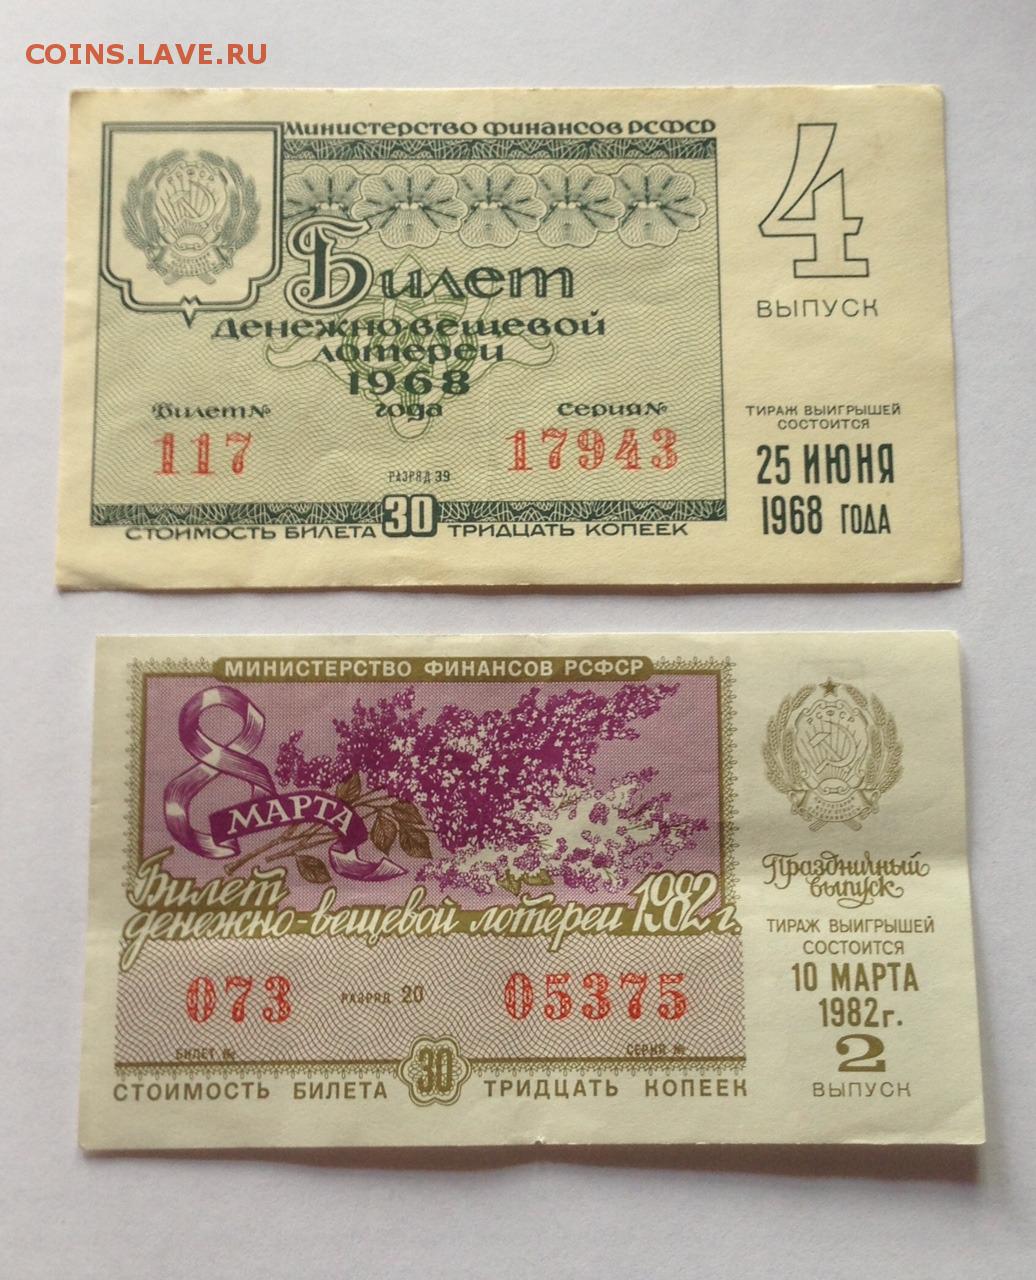 COINS.LAVE.RU
Министерство финансов РСФСР
РСФСР
4
ВЫПУСК
Билет
денежно-вещевой
лотереи
1968
года
Билет № серия №
117 17943
РАЗРЯД 39
СТОИМОСТЬ БИЛЕТА 30 ТРИДЦАТЬ КОПЕЕК
ТИРАЖ ВЫИГРЫШЕЙ
СОСТОИТСЯ
25 ИЮНЯ
1968 ГОДА
МИНИСТЕРСТВО ФИНАНСОВ РСФСР
8
МАРТА
РСФСР
Билет
денежно-вещевой лотереи 1982 г.
073 РАЗРЯД 20 05375
БИЛЕТ № СЕРИЯ №
СТОИМОСТЬ БИЛЕТА 30 ТРИДЦАТЬ КОПЕЕК
Праздничный
выпуск
ТИРАЖ ВЫИГРЫШЕЙ
СОСТОИТСЯ
10 МАРТА
1982 г.
2
ВЫПУСК